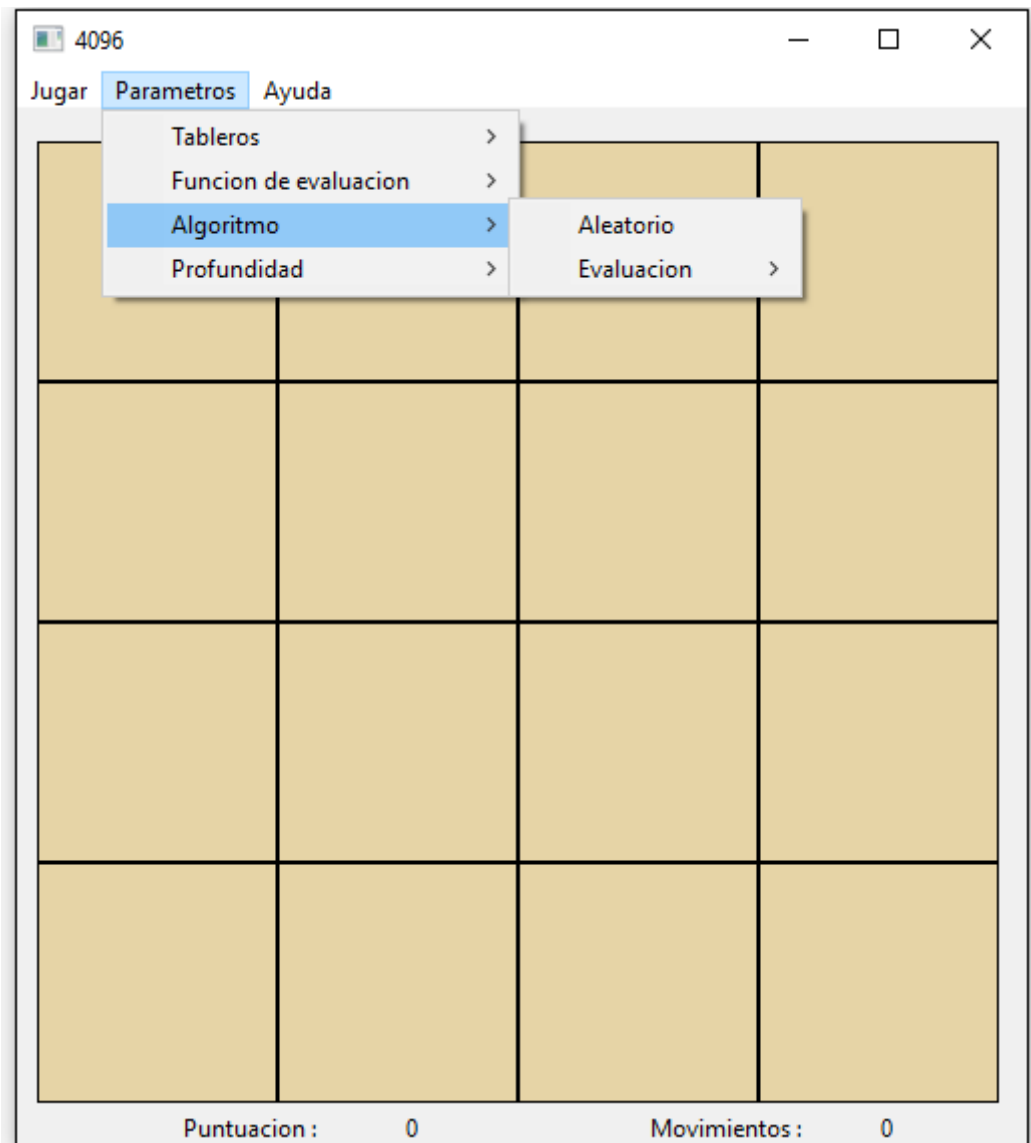 4096
Jugar Parametros Ayuda
Tableros
Funcion de evaluacion
Algoritmo Aleatorio
Profundidad Evaluacion
Puntuacion : 0 Movimientos : 0